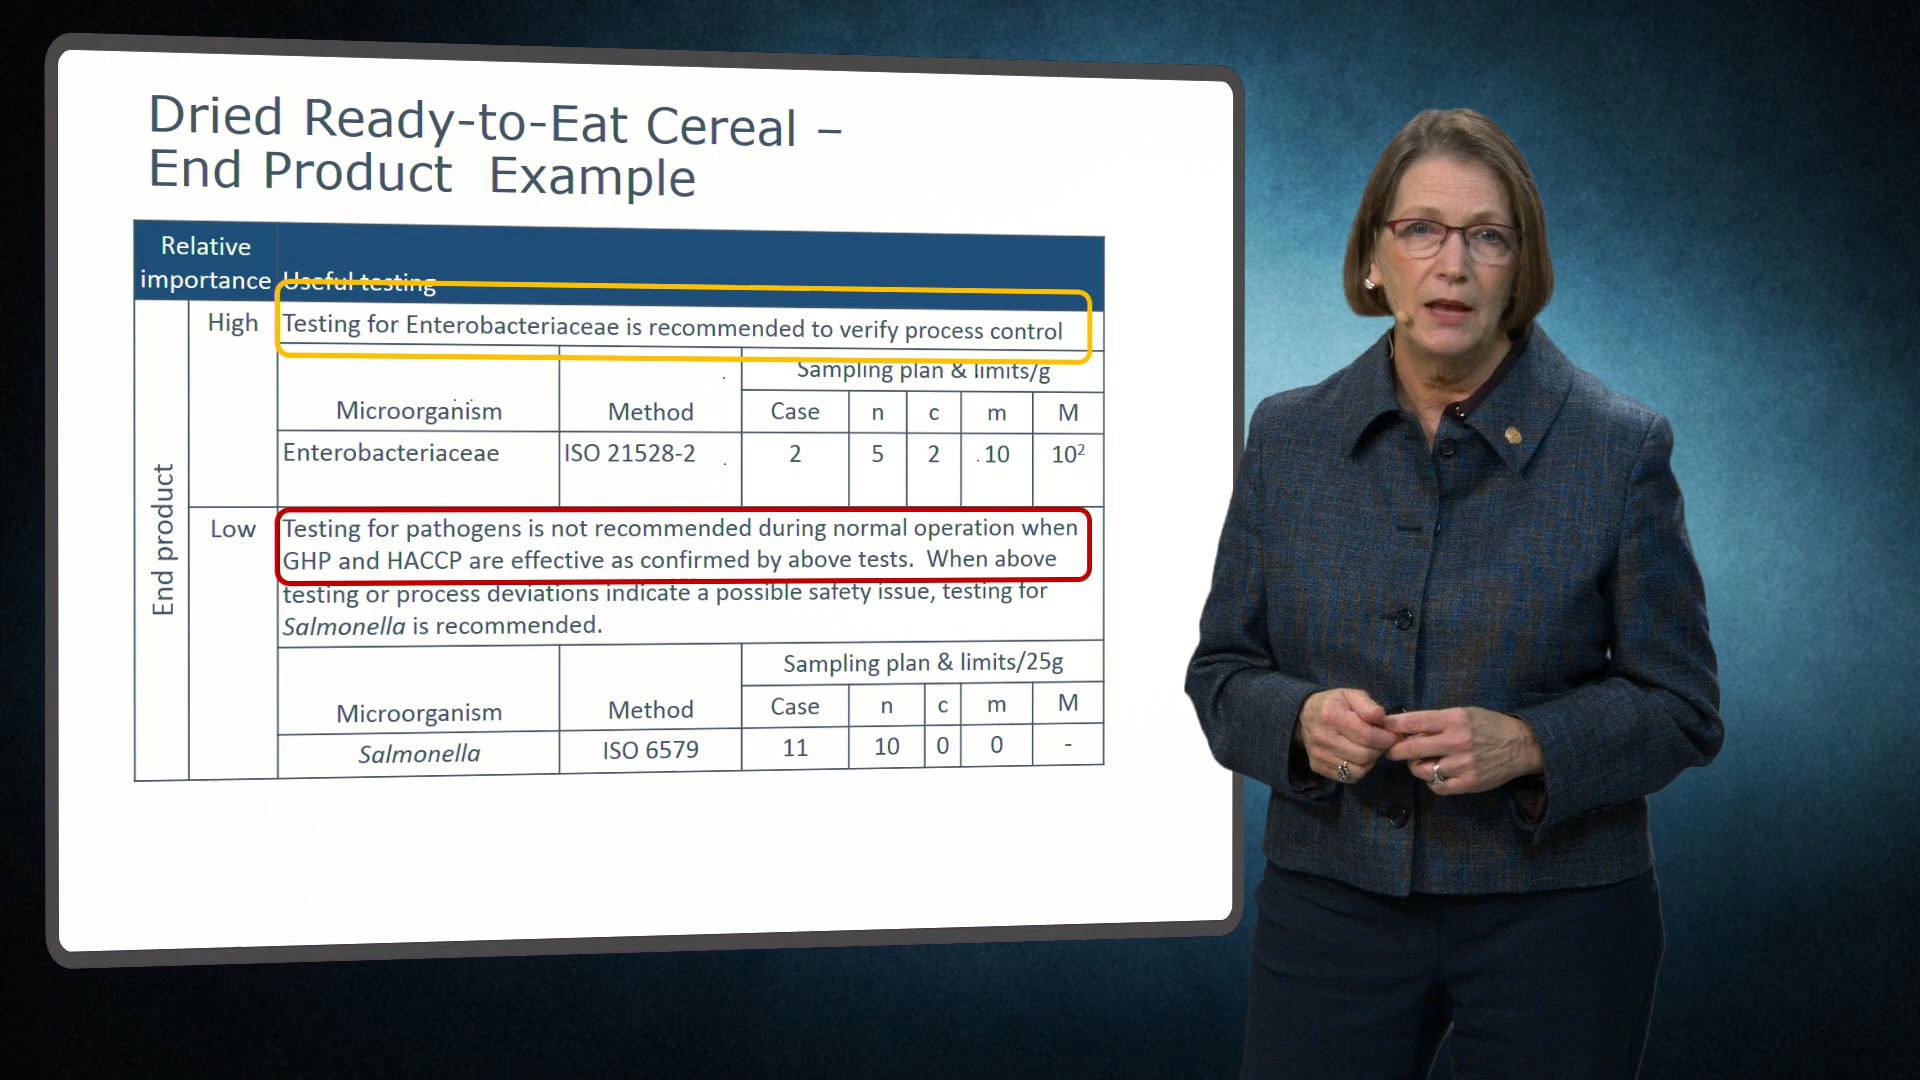 Dried Ready-to-Eat Cereal –
End Product Example
Relative
importance
Useful testing
End product
High
Testing for Enterobacteriaceae is recommended to verify process control
Sampling plan & limits/g
Microorganism Method Case n c m M
Enterobacteriaceae ISO 21528-2 2 5 2 10 10²
Low
Testing for pathogens is not recommended during normal operation when
GHP and HACCP are effective as confirmed by above tests. When above
testing or process deviations indicate a possible safety issue, testing for
Salmonella is recommended.
Sampling plan & limits/25g
Microorganism Method Case n c m M
Salmonella ISO 6579 11 10 0 0 -